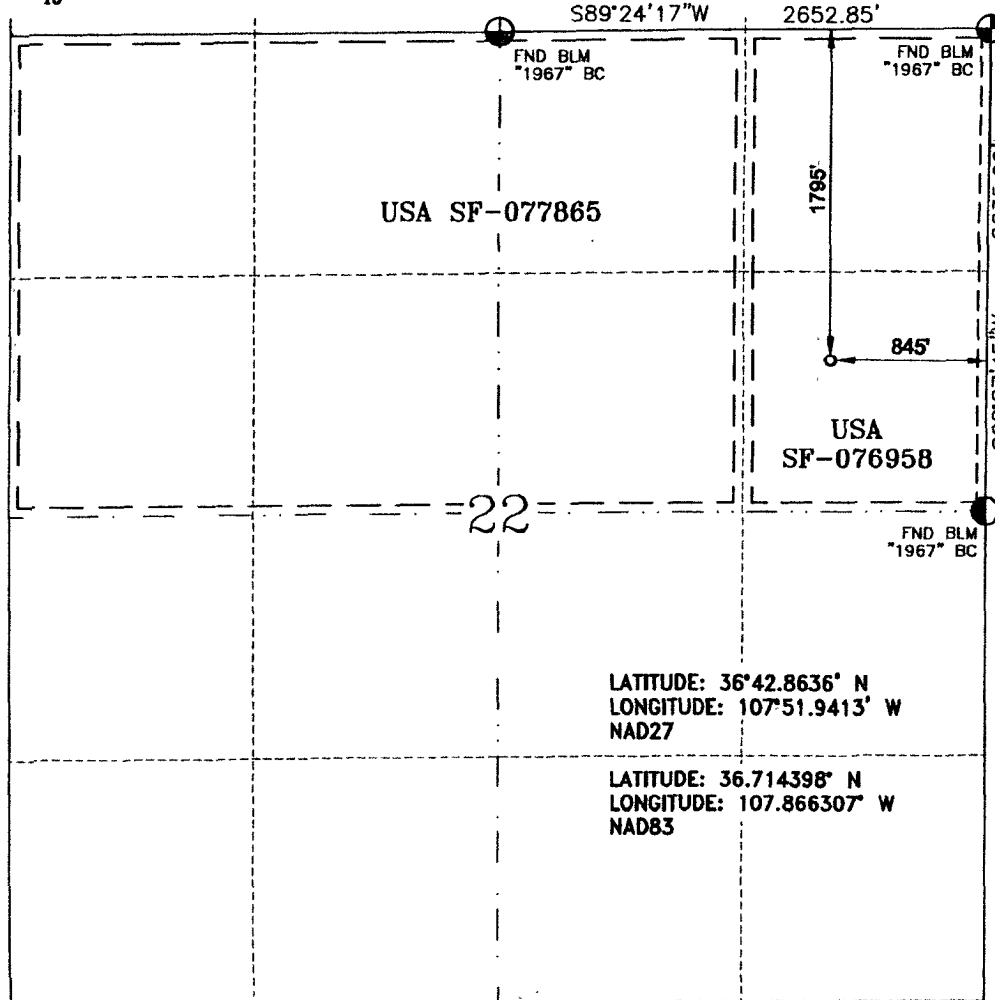 S89°24'17"W 2652.85'
FND BLM
"1967" BC
FND BLM
"1967" BC
1795'
USA SF-077865
845'
USA
SF-076958
22
FND BLM
"1967" BC
LATITUDE: 36°42.8636' N
LONGITUDE: 107°51.9413' W
NAD27
LATITUDE: 36.714398° N
LONGITUDE: 107.866307° W
NAD83